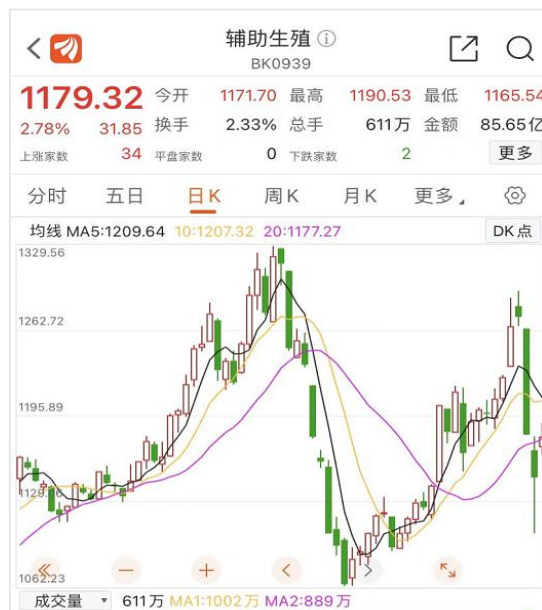 辅助生殖
BK0939
1179.32 今开 1171.70 最高 1190.53 最低 1165.54
2.78% 31.85 换手 2.33% 总手 611万 金额 85.65亿
上涨家数 34 平盘家数 0 下跌家数 2 更多
分时 五日 日K 周K 月K 更多
均线 MA5:1209.64 10:1207.32 20:1177.27 DK点
1329.56
1262.72
1195.89
1062.23
成交量 611万 MA1:1002万 MA2:889万